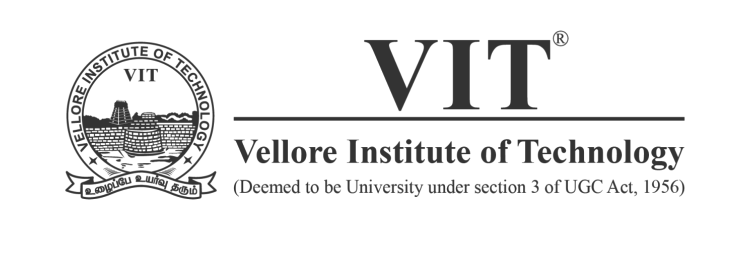 VELLORE INSTITUTE OF TECHNOLOGY
VIT
உழைப்பே உயர்வு தரும்
VIT®
Vellore Institute of Technology
(Deemed to be University under section 3 of UGC Act, 1956)